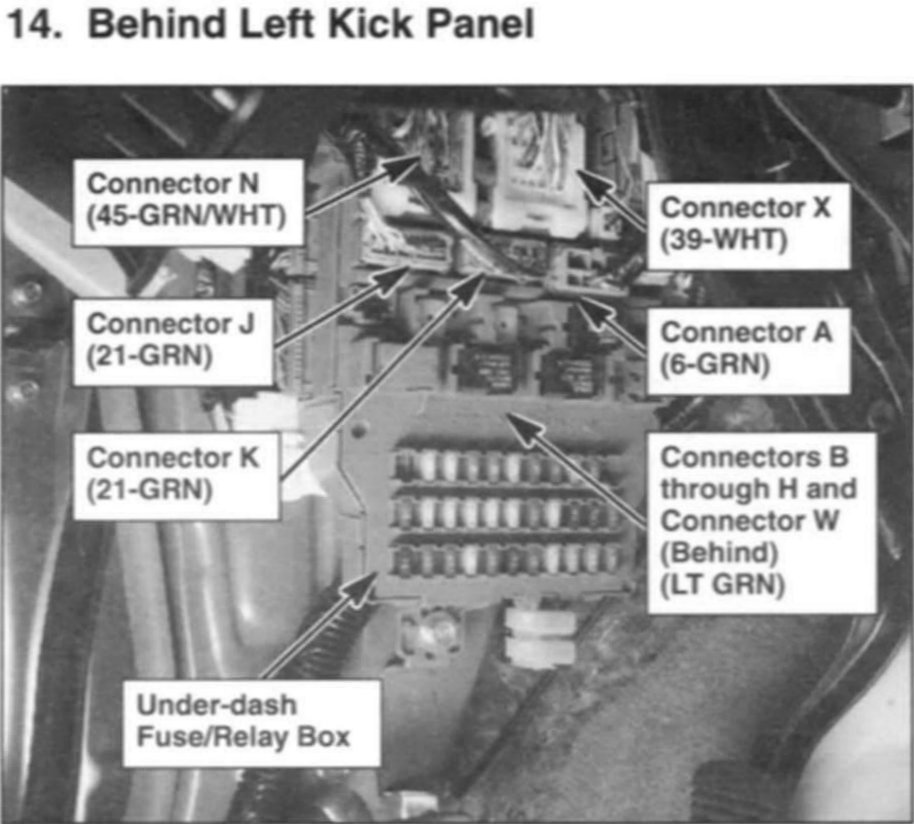 14. Behind Left Kick Panel
Connector N
(45-GRN/WHT)
Connector X
(39-WHT)
Connector J
(21-GRN)
Connector A
(6-GRN)
Connector K
(21-GRN)
Connectors B
through H and
Connector W
(Behind)
(LT GRN)
Under-dash
Fuse/Relay Box